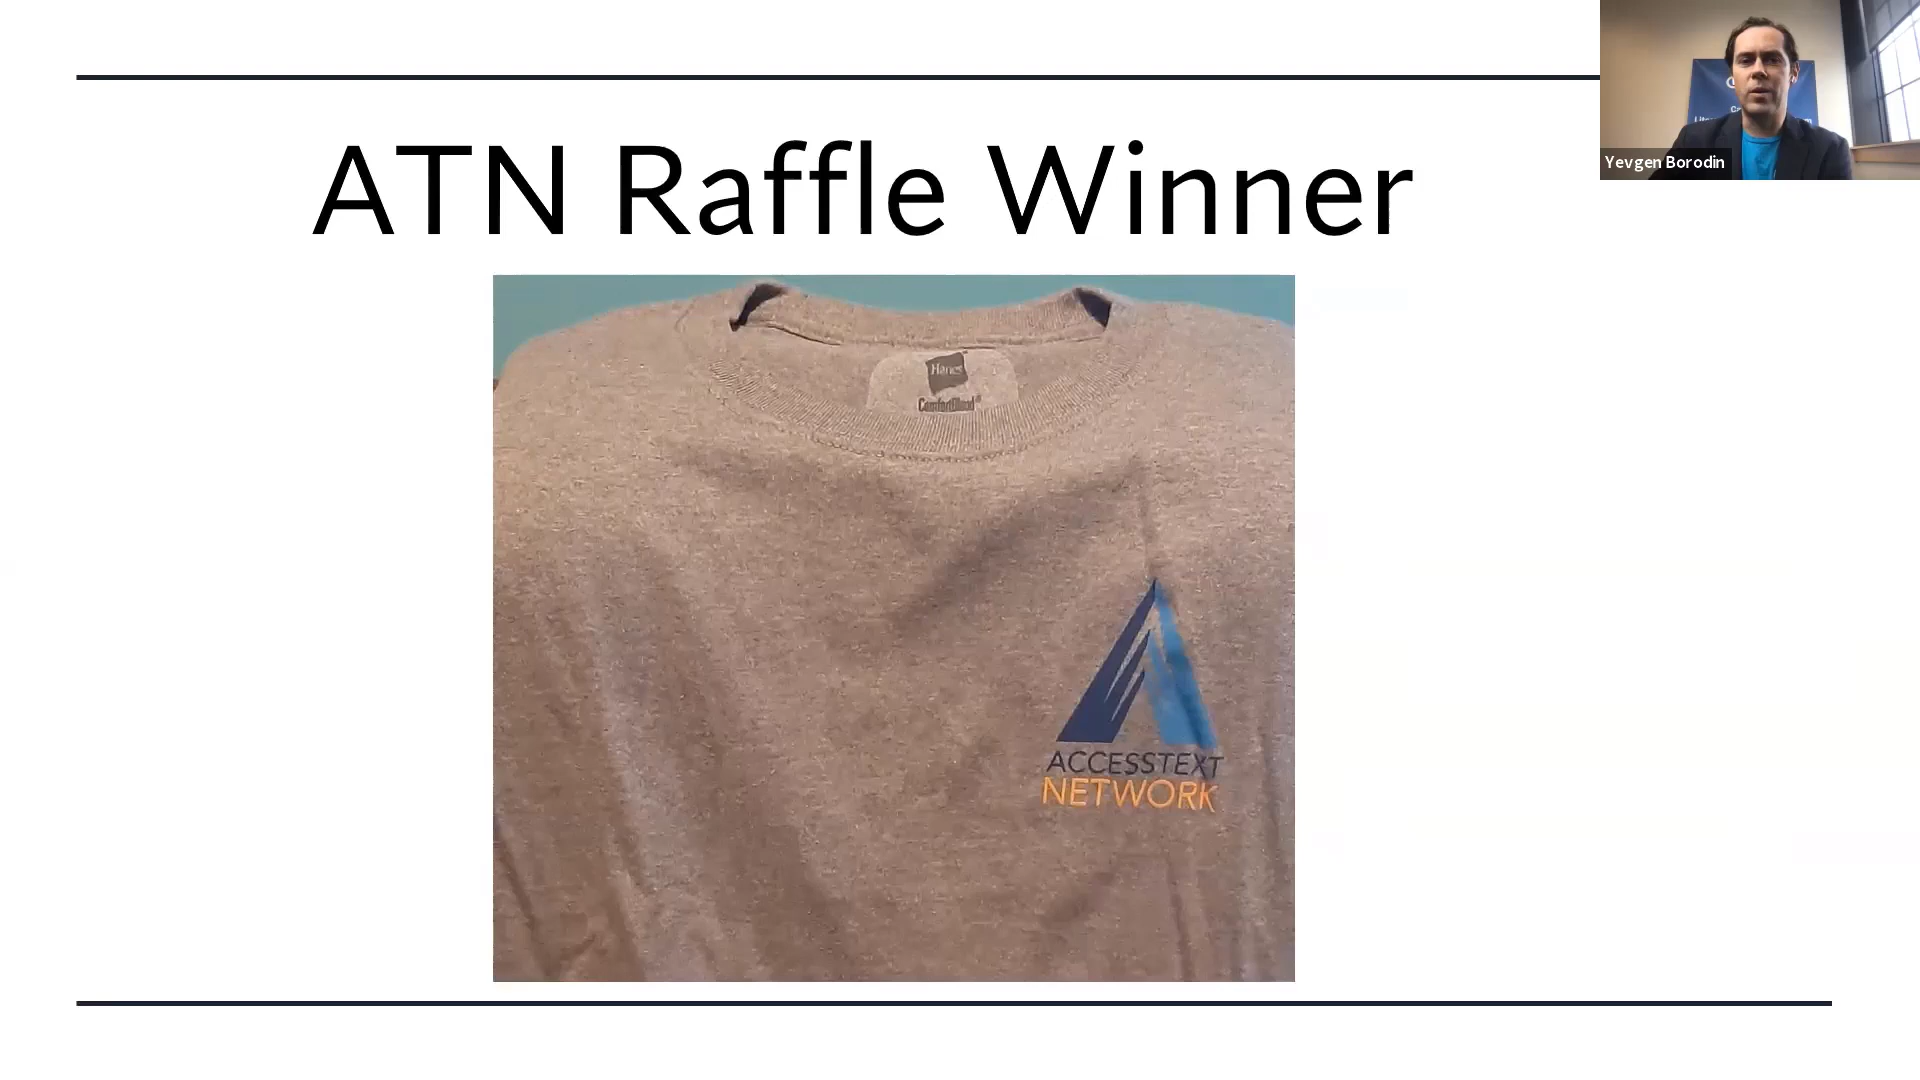 ATN Raffle Winner
Yevgen Borodin
Hanes
ComfortBlend®
ACCESSTEXT
NETWORK